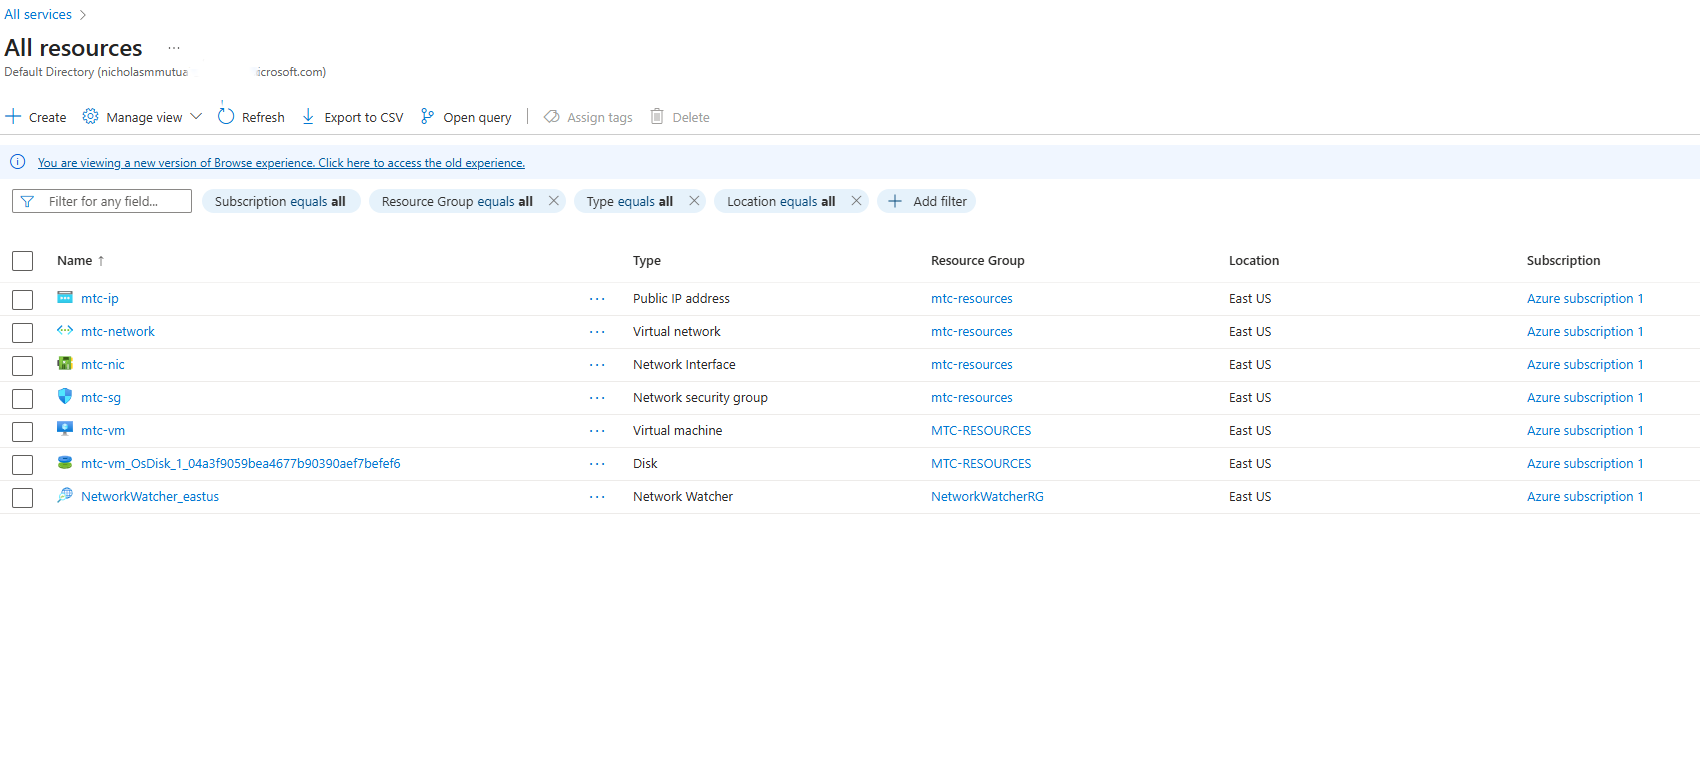 All services
All resources ...
Default Directory (nicholasmmutua icrosoft.com)
Create Manage view Refresh Export to CSV Open query Assign tags Delete
You are viewing a new version of Browse experience. Click here to access the old experience.
Filter for any field... Subscription equals all Resource Group equals all Type equals all Location equals all Add filter
Name ↑ Type Resource Group Location Subscription
mtc-ip ... Public IP address mtc-resources East US Azure subscription 1
mtc-network ... Virtual network mtc-resources East US Azure subscription 1
mtc-nic ... Network Interface mtc-resources East US Azure subscription 1
mtc-sg ... Network security group mtc-resources East US Azure subscription 1
mtc-vm ... Virtual machine MTC-RESOURCES East US Azure subscription 1
mtc-vm_OsDisk_1_04a3f9059bea4677b90390aef7befef6 ... Disk MTC-RESOURCES East US Azure subscription 1
NetworkWatcher_eastus ... Network Watcher NetworkWatcherRG East US Azure subscription 1